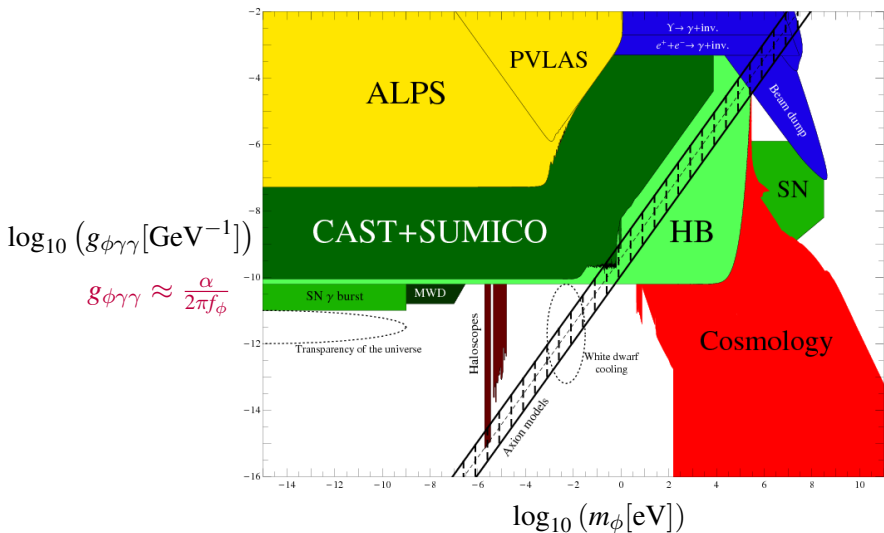 −2
−4
−6
−8
−10
−12
−14
−16
log₁₀ (g_ϕγγ[GeV⁻¹])
g_ϕγγ ≈ α/2πf_ϕ
ALPS
PVLAS
Υ→ γ+inv.
e⁺+e⁻→ γ+inv.
Beam dump
CAST+SUMICO
HB
SN
SN γ burst
MWD
Transparency of the universe
Haloscopes
White dwarf
cooling
Axion models
Cosmology
−14 −12 −10 −8 −6 −4 −2 0 2 4 6 8 10
log₁₀ (m_ϕ[eV])